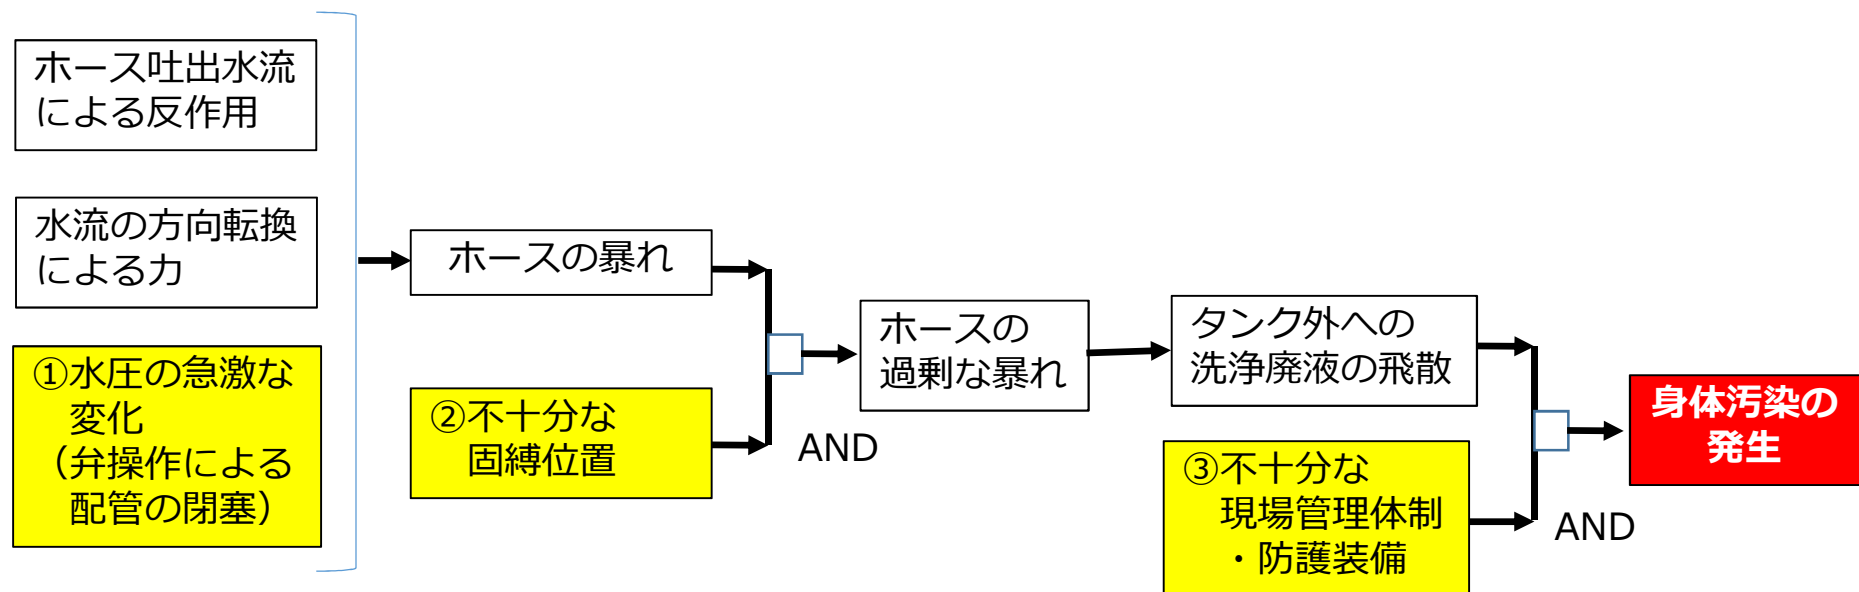 ホース吐出水流
による反作用
水流の方向転換
による力
①水圧の急激な
変化
（弁操作による
配管の閉塞）
ホースの暴れ
②不十分な
固縛位置
AND
ホースの
過剰な暴れ
タンク外への
洗浄廃液の飛散
③不十分な
現場管理体制
・防護装備
AND
身体汚染の
発生